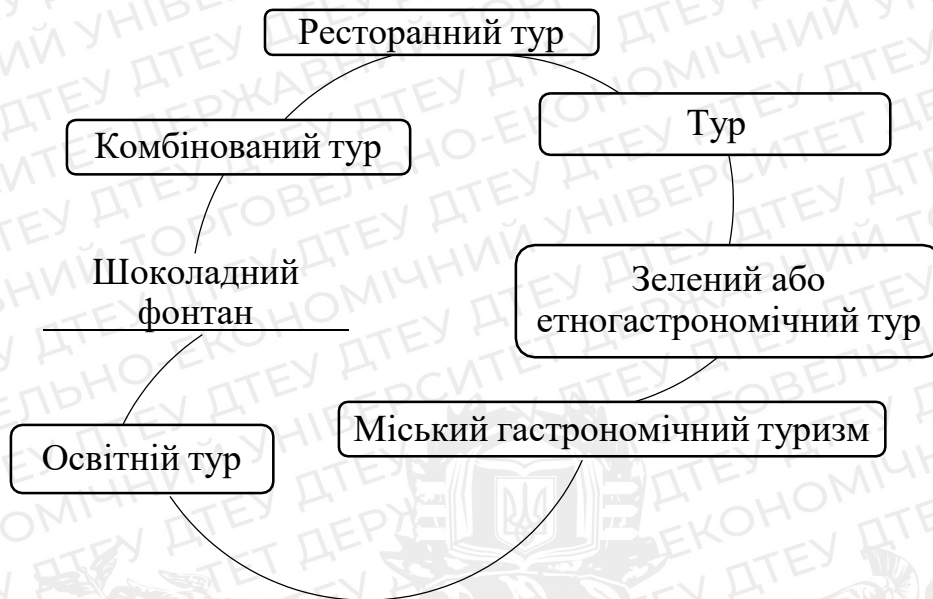 Ресторанний тур
Тур
Комбінований тур
Зелений або
етногастрономічний тур
Шоколадний
фонтан
Міський гастрономічний туризм
Освітній тур